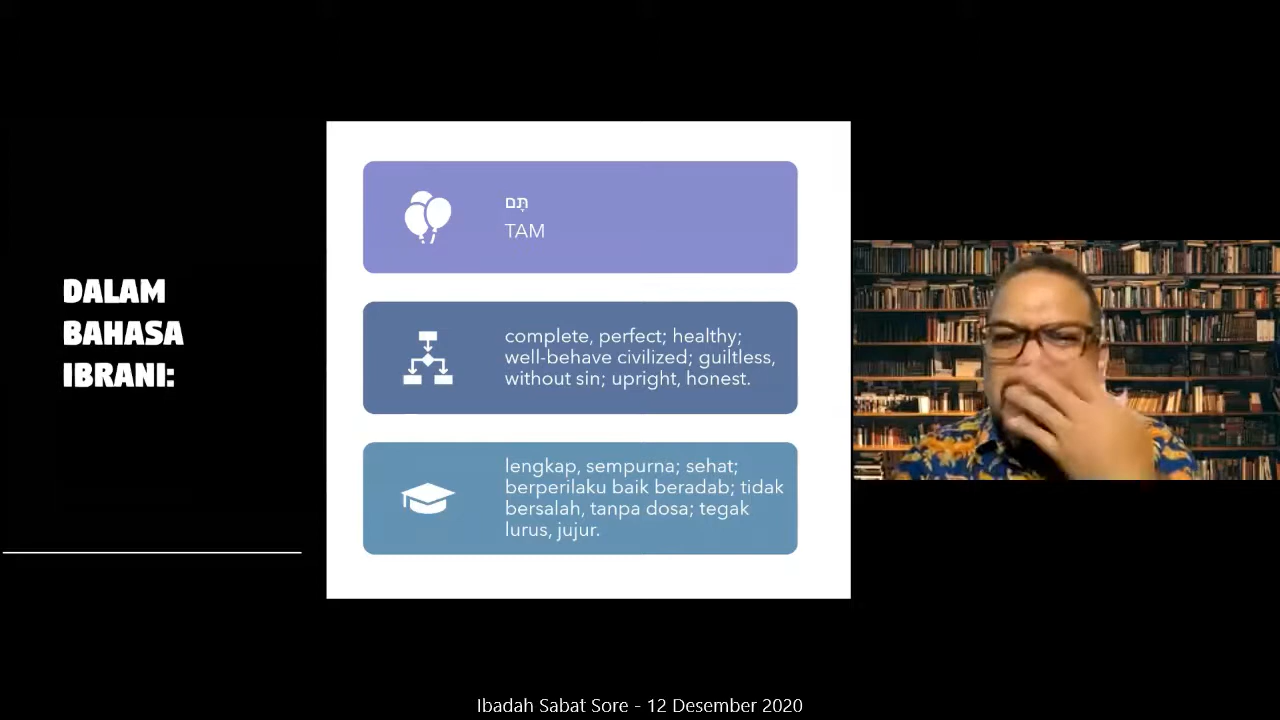 DALAM
BAHASA
IBRANI:
תָּם
TAM
complete, perfect; healthy;
well-behave civilized; guiltless,
without sin; upright, honest.
lengkap, sempurna; sehat;
berperilaku baik beradab; tidak
bersalah, tanpa dosa; tegak
lurus, jujur.
Ibadah Sabat Sore - 12 Desember 2020